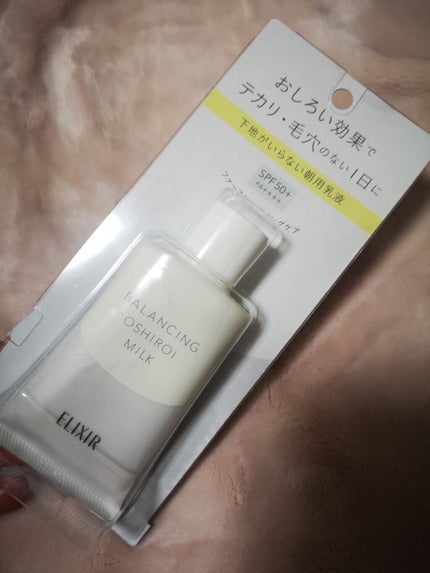 おしろい効果で
テカリ・毛穴のない1日に
下地がいらない朝用乳液
SPF50+
PA++++
BALANCING
OSHIROI
MILK
ELIXIR